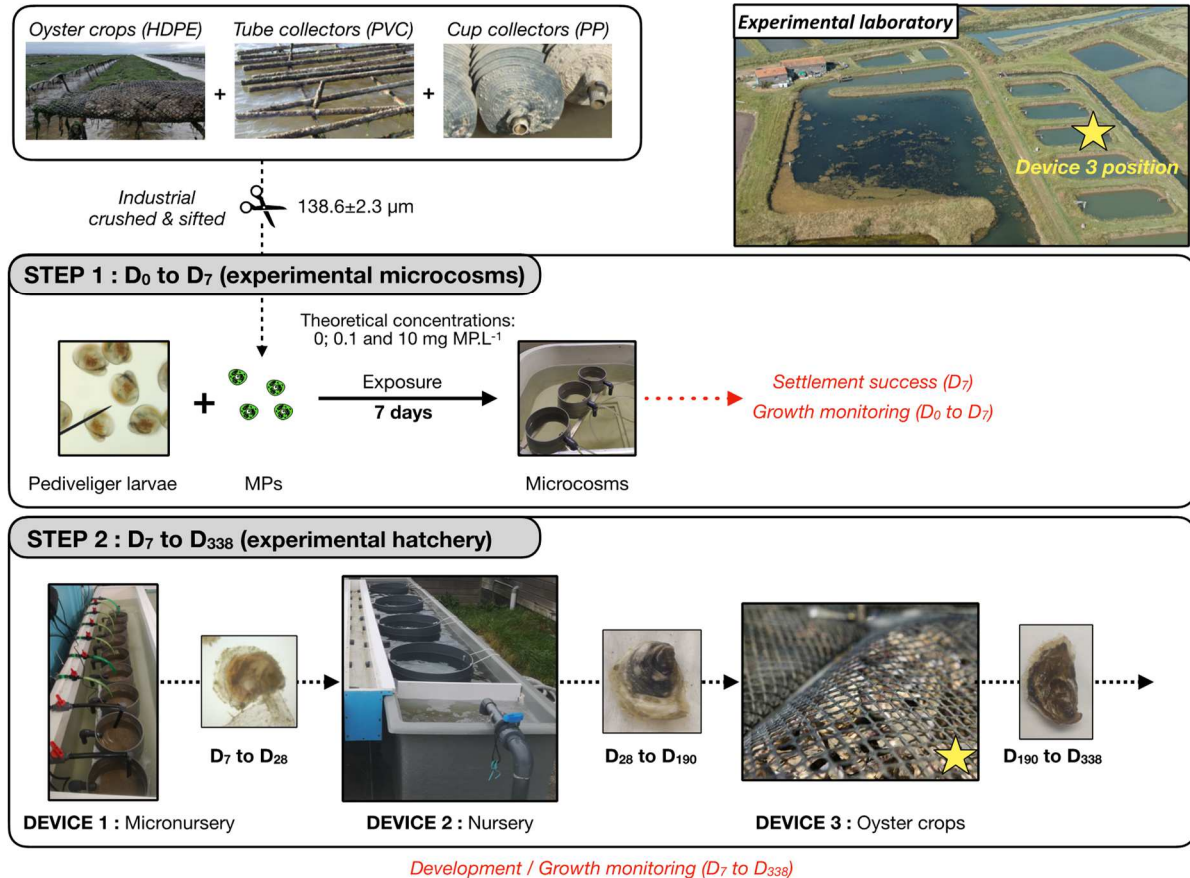 Oyster crops (HDPE)
Tube collectors (PVC)
Cup collectors (PP)
+
+
Experimental laboratory
Device 3 position
Industrial
crushed & sifted
138.6±2.3 µm
STEP 1 : D₀ to D₇ (experimental microcosms)
Theoretical concentrations:
0; 0.1 and 10 mg MP.L⁻¹
+
Exposure
7 days
Settlement success (D₇)
Growth monitoring (D₀ to D₇)
Pediveliger larvae
MPs
Microcosms
STEP 2 : D₇ to D₃₃₈ (experimental hatchery)
D₇ to D₂₈
D₂₈ to D₁₉₀
D₁₉₀ to D₃₃₈
DEVICE 1 : Micronursery
DEVICE 2 : Nursery
DEVICE 3 : Oyster crops
Development / Growth monitoring (D₇ to D₃₃₈)